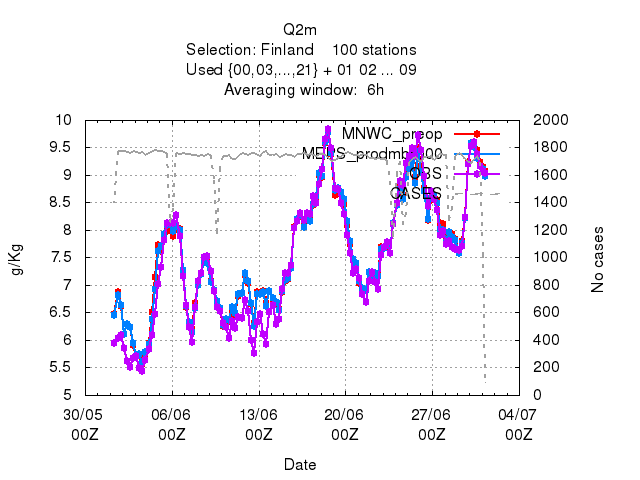 Q2m
Selection: Finland    100 stations
Used {00,03,...,21} + 01 02 ... 09
Averaging window:  6h
10 2000
9.5 1800
9 1600
8.5 1400
8 1200
7.5 1000
7 800
6.5 600
6 400
5.5 200
5 0
g/Kg
No cases
MNWC_preop
OBS
CASES
30/05 06/06 13/06 20/06 27/06 04/07
00Z 00Z 00Z 00Z 00Z 00Z
Date